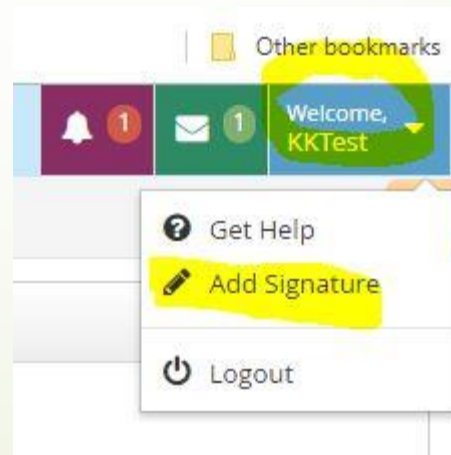 Other bookmarks
1
1
Welcome,
KKTest
Get Help
Add Signature
Logout